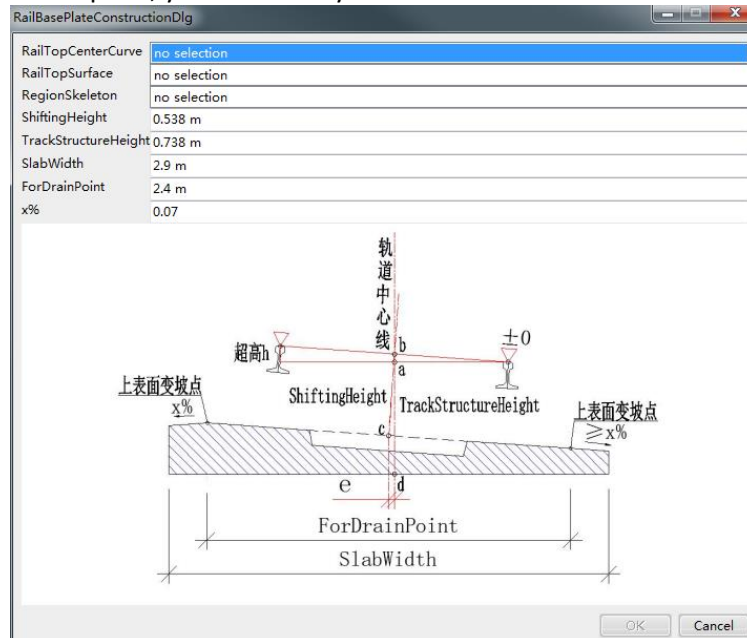 RailBasePlateConstructionDlg
RailTopCenterCurve no selection
RailTopSurface no selection
RegionSkeleton no selection
ShiftingHeight 0.538 m
TrackStructureHeight 0.738 m
SlabWidth 2.9 m
ForDrainPoint 2.4 m
x% 0.07
轨道中心线
b
±0
超高h
a
上表面变坡点
x%
ShiftingHeight
TrackStructureHeight
上表面变坡点
≥x%
c
e
d
ForDrainPoint
SlabWidth
OK Cancel